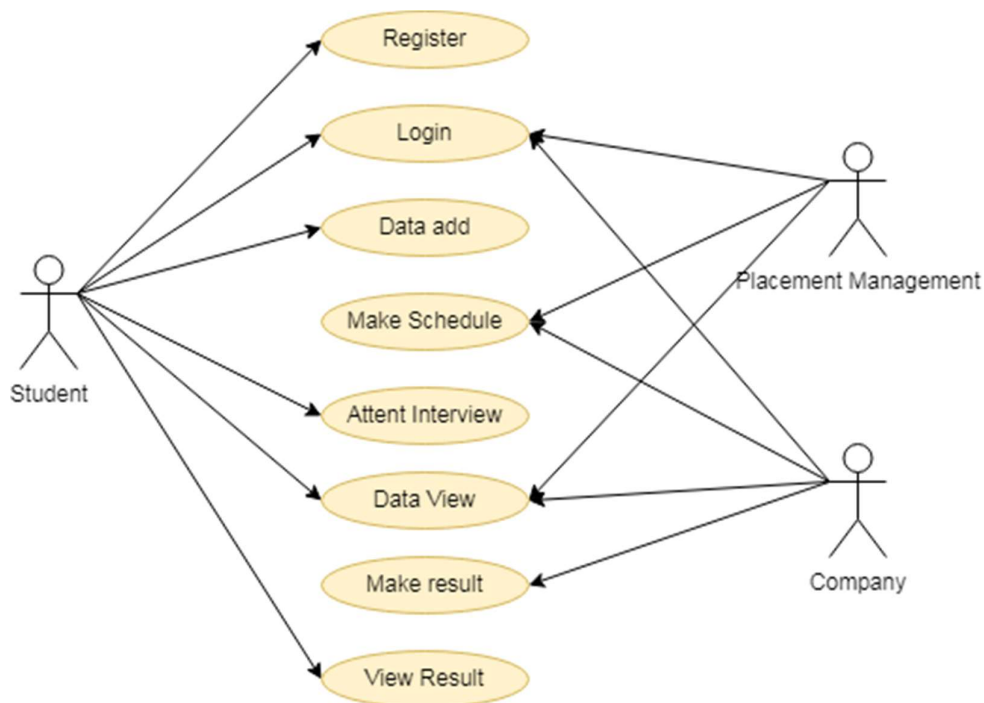 Register
Login
Data add
Make Schedule
Attent Interview
Data View
Make result
View Result
Student
Placement Management
Company